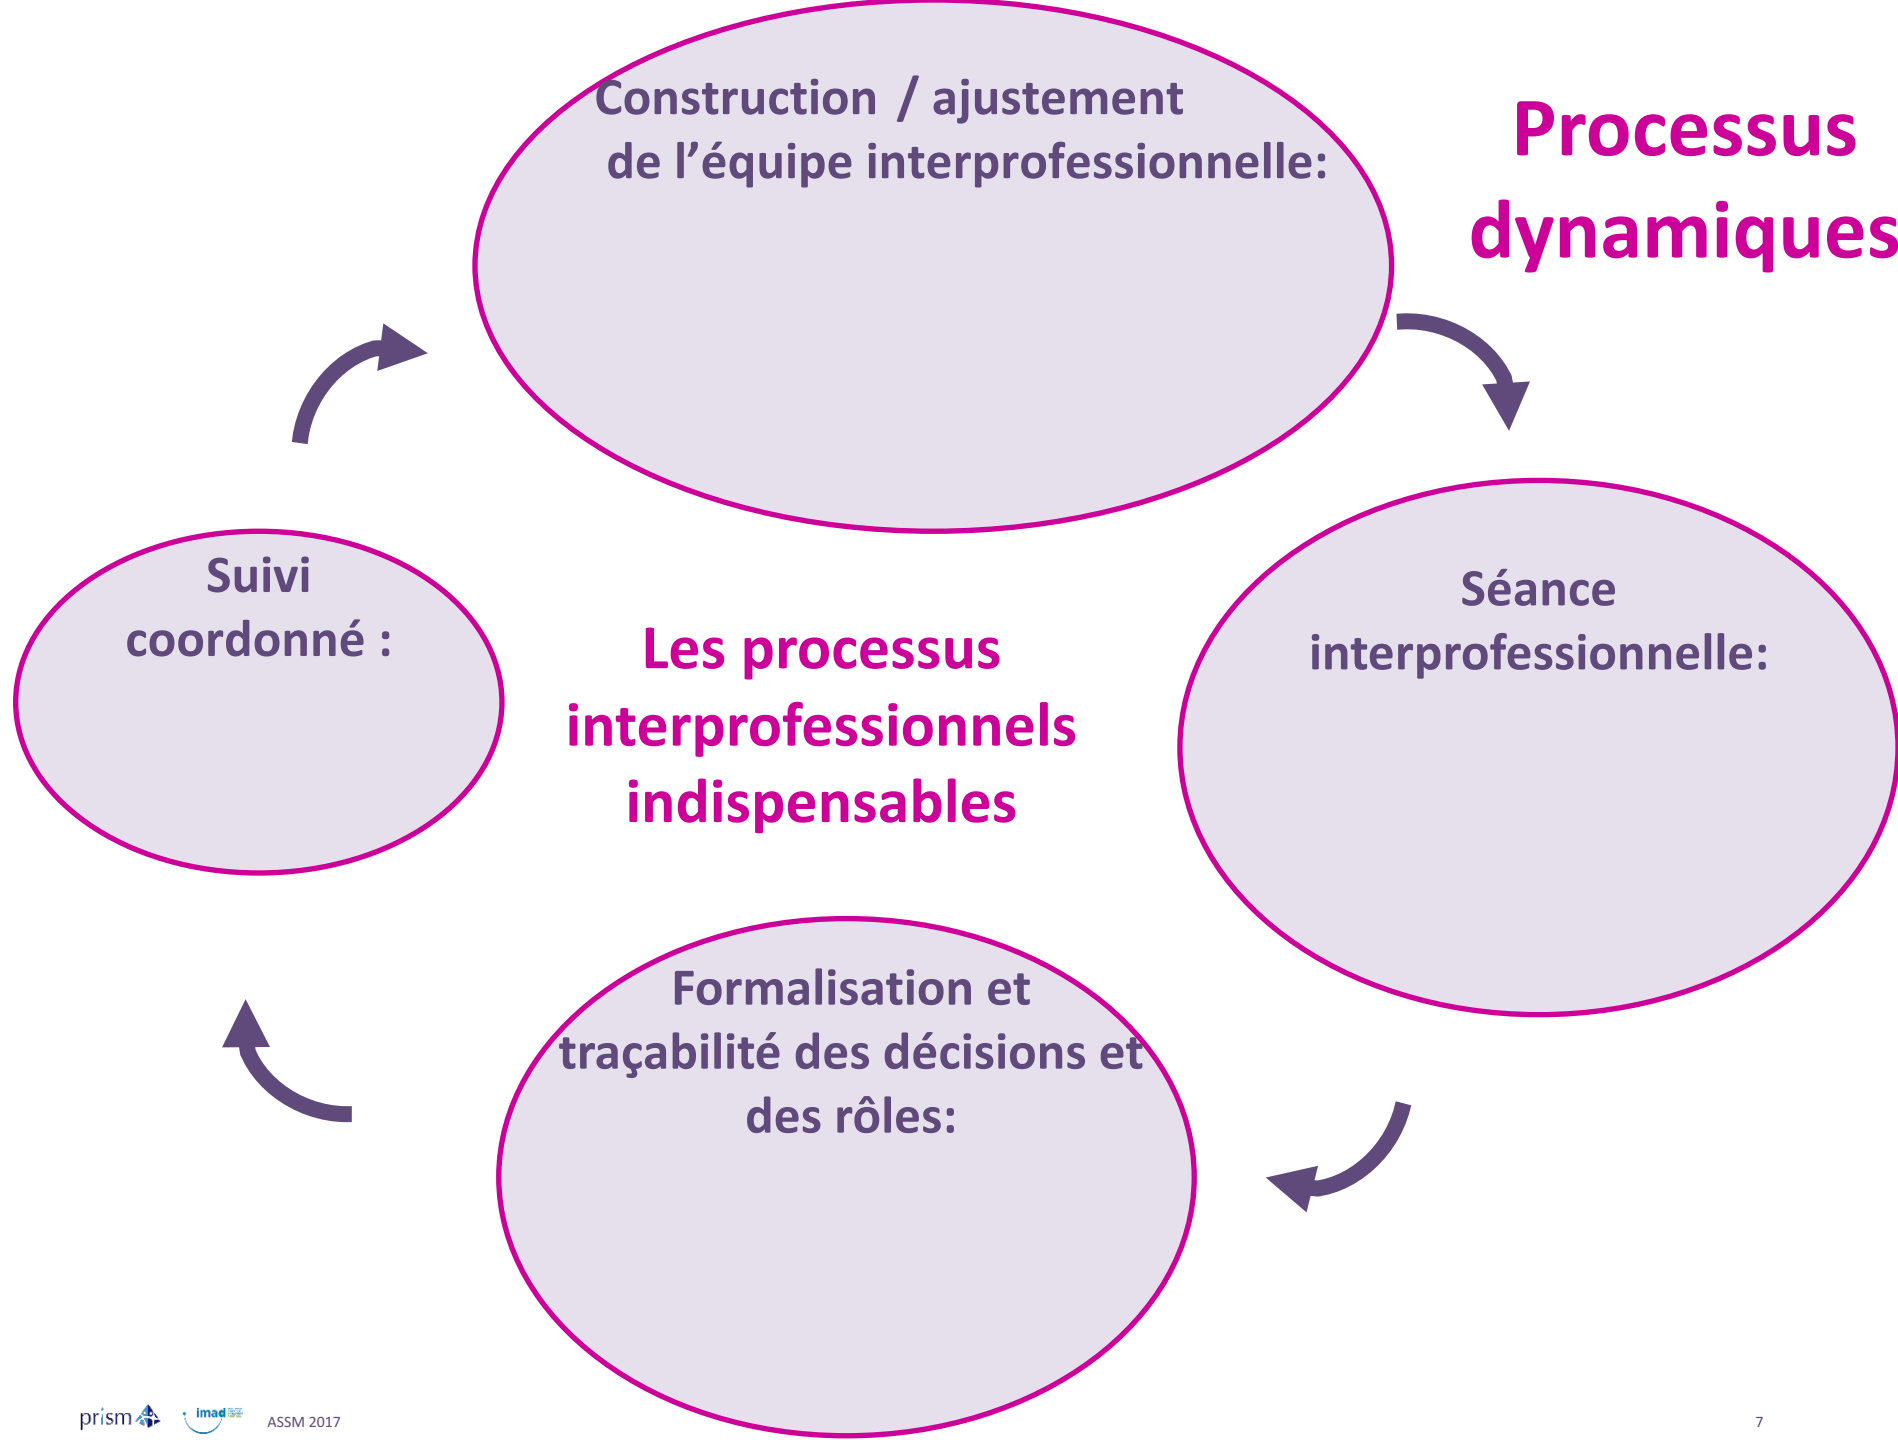 Construction / ajustement
de l’équipe interprofessionnelle:
Processus
dynamiques
Suivi
coordonné :
Les processus
interprofessionnels
indispensables
Séance
interprofessionnelle:
Formalisation et
traçabilité des décisions et
des rôles:
prism
imad
ASSM 2017
7